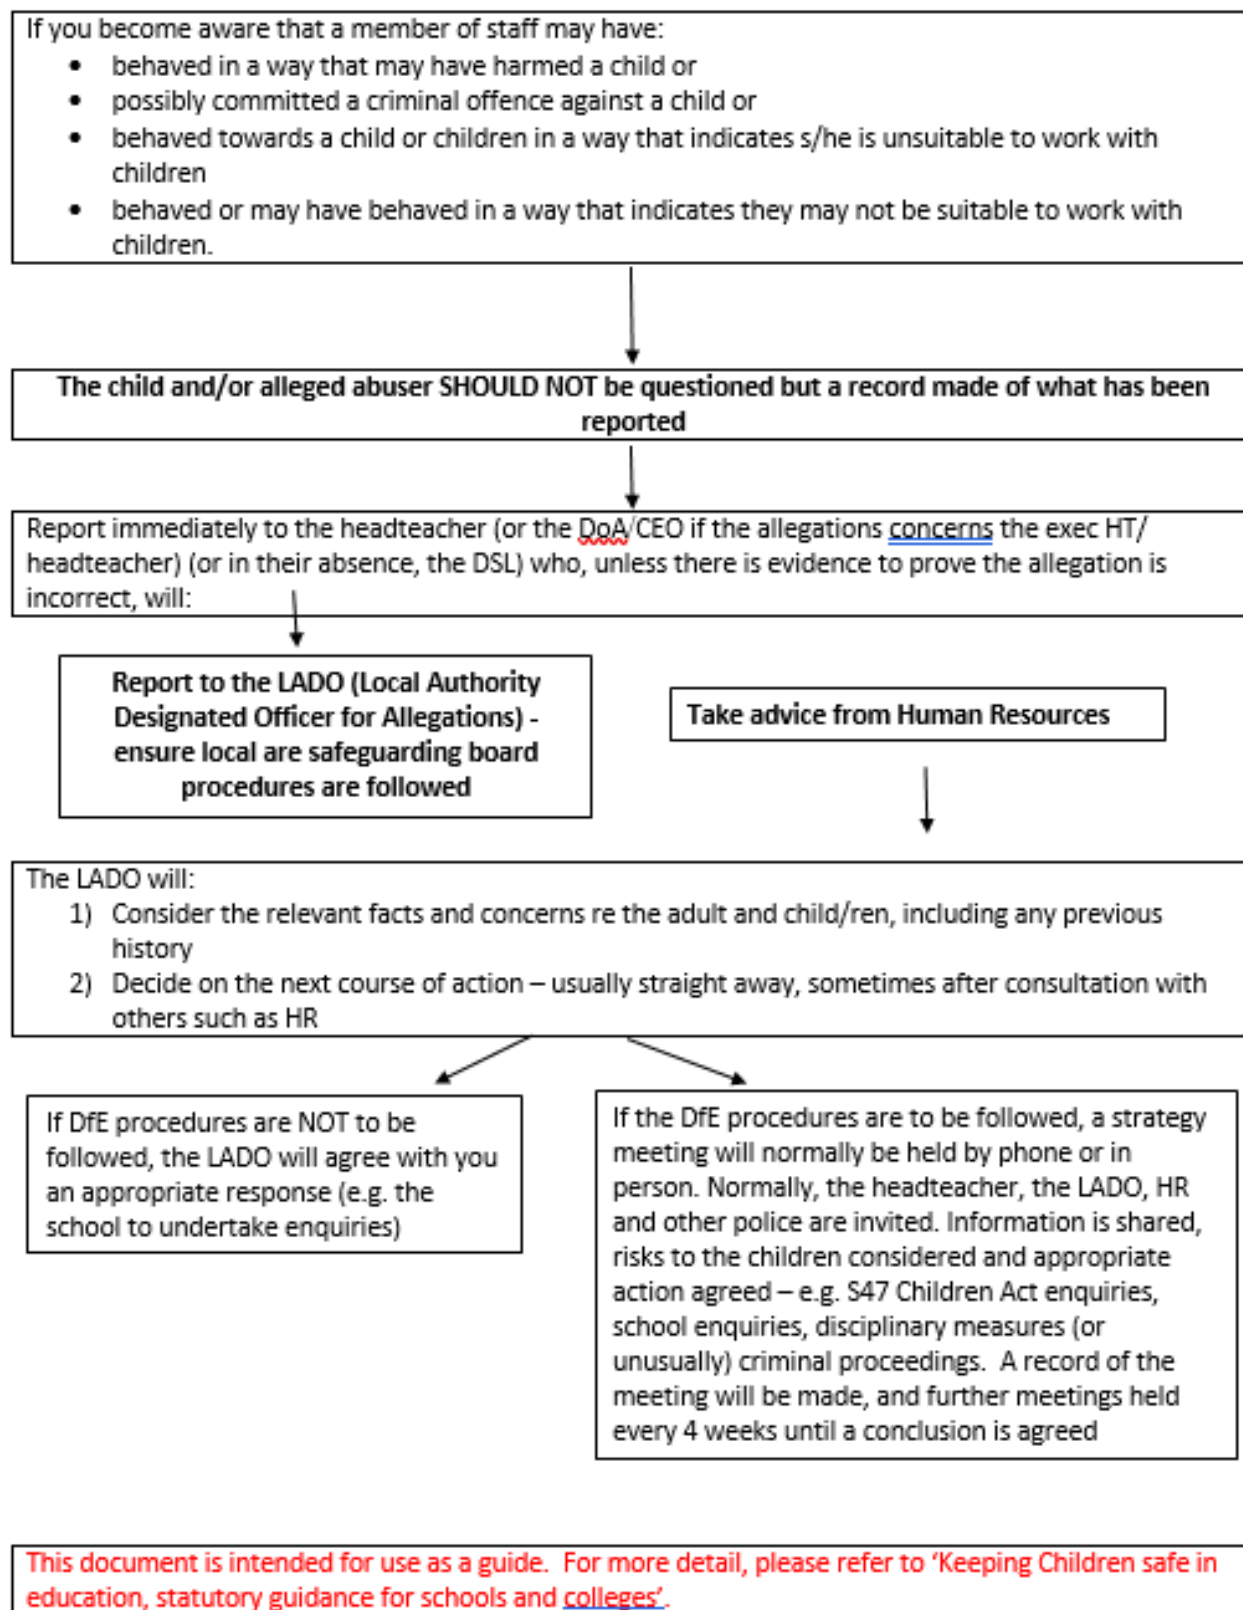 If you become aware that a member of staff may have:
• behaved in a way that may have harmed a child or
• possibly committed a criminal offence against a child or
• behaved towards a child or children in a way that indicates s/he is unsuitable to work with
children
• behaved or may have behaved in a way that indicates they may not be suitable to work with
children.
The child and/or alleged abuser SHOULD NOT be questioned but a record made of what has been
reported
Report immediately to the headteacher (or the DoA/CEO if the allegations concerns the exec HT/
headteacher) (or in their absence, the DSL) who, unless there is evidence to prove the allegation is
incorrect, will:
Report to the LADO (Local Authority
Designated Officer for Allegations) -
ensure local are safeguarding board
procedures are followed
Take advice from Human Resources
The LADO will:
1) Consider the relevant facts and concerns re the adult and child/ren, including any previous
history
2) Decide on the next course of action – usually straight away, sometimes after consultation with
others such as HR
If DfE procedures are NOT to be
followed, the LADO will agree with you
an appropriate response (e.g. the
school to undertake enquiries)
If the DfE procedures are to be followed, a strategy
meeting will normally be held by phone or in
person. Normally, the headteacher, the LADO, HR
and other police are invited. Information is shared,
risks to the children considered and appropriate
action agreed – e.g. S47 Children Act enquiries,
school enquiries, disciplinary measures (or
unusually) criminal proceedings.  A record of the
meeting will be made, and further meetings held
every 4 weeks until a conclusion is agreed
This document is intended for use as a guide.  For more detail, please refer to ‘Keeping Children safe in
education, statutory guidance for schools and colleges’.